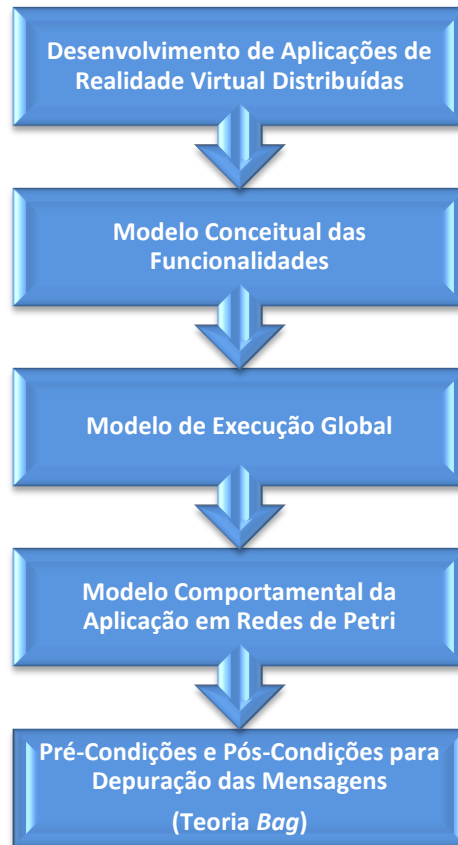 Desenvolvimento de Aplicações de
Realidade Virtual Distribuídas
Modelo Conceitual das
Funcionalidades
Modelo de Execução Global
Modelo Comportamental da
Aplicação em Redes de Petri
Pré-Condições e Pós-Condições para
Depuração das Mensagens
(Teoria Bag)